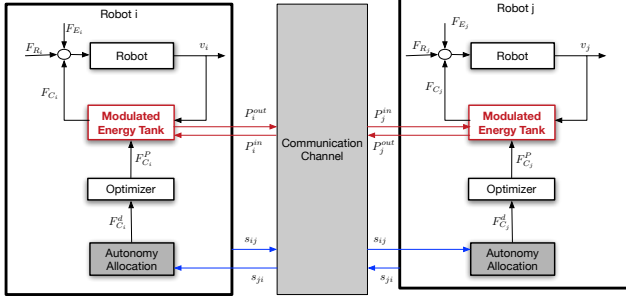 Robot i
F_{E_i}
F_{R_i}
Robot
v_i
F_{C_i}
Modulated
Energy Tank
P_i^{out}
P_i^{in}
F_{C_i}^P
Optimizer
F_{C_i}^d
Autonomy
Allocation
s_{ij}
s_{ji}
Communication
Channel
Robot j
F_{E_j}
F_{R_j}
Robot
v_j
F_{C_j}
P_j^{in}
P_j^{out}
Modulated
Energy Tank
F_{C_j}^P
Optimizer
F_{C_j}^d
s_{ij}
s_{ji}
Autonomy
Allocation